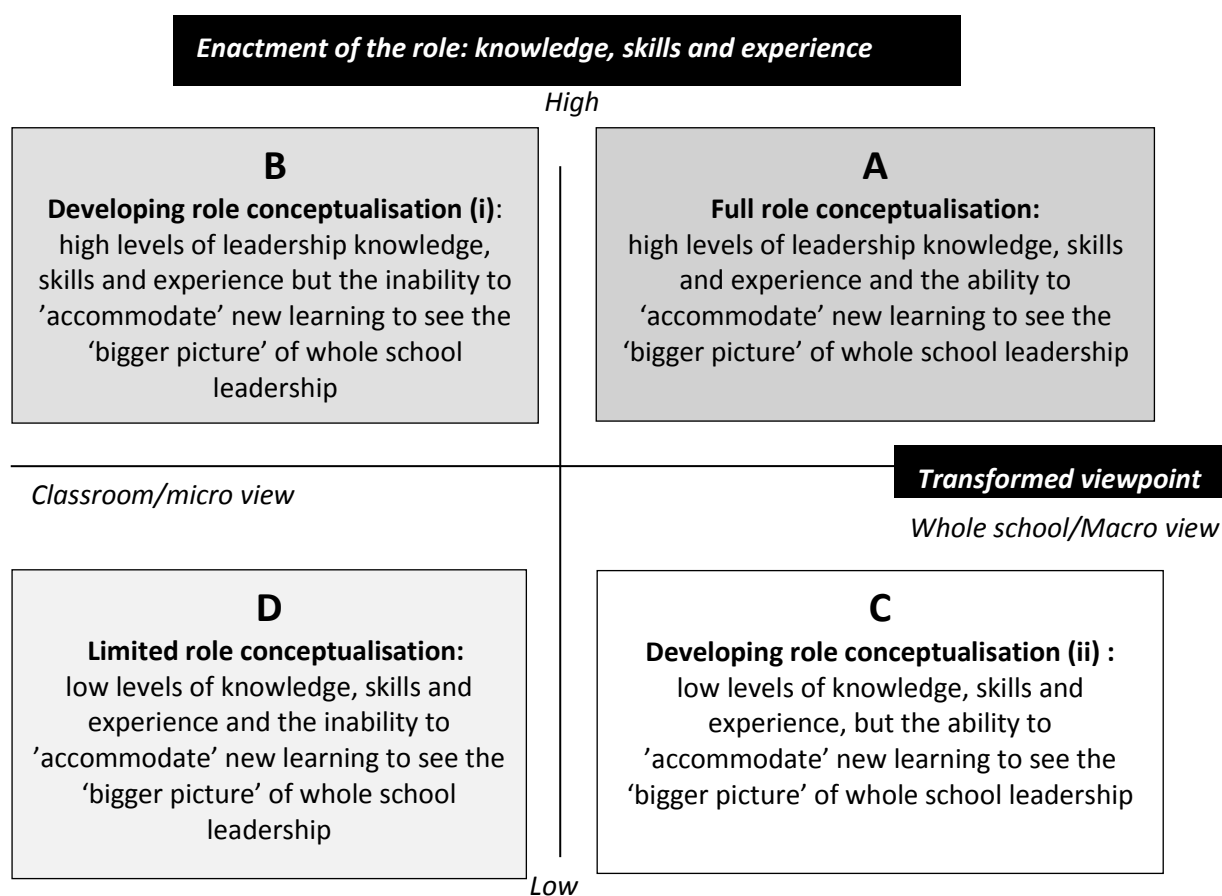 Enactment of the role: knowledge, skills and experience
High
B
Developing role conceptualisation (i):
high levels of leadership knowledge,
skills and experience but the inability to
’accommodate’ new learning to see the
‘bigger picture’ of whole school
leadership
A
Full role conceptualisation:
high levels of leadership knowledge, skills
and experience and the ability to
‘accommodate’ new learning to see the
‘bigger picture’ of whole school leadership
Transformed viewpoint
Classroom/micro view
Whole school/Macro view
D
Limited role conceptualisation:
low levels of knowledge, skills and
experience and the inability to
’accommodate’ new learning to see the
‘bigger picture’ of whole school
leadership
C
Developing role conceptualisation (ii) :
low levels of knowledge, skills and
experience, but the ability to
’accommodate’ new learning to see the
‘bigger picture’ of whole school leadership
Low